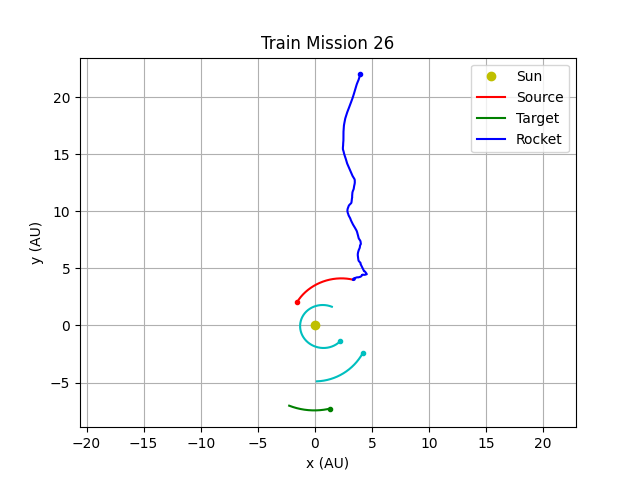 Train Mission 26
Sun
Source
Target
Rocket
20
15
10
5
0
−5
y (AU)
−20 −15 −10 −5 0 5 10 15 20
x (AU)